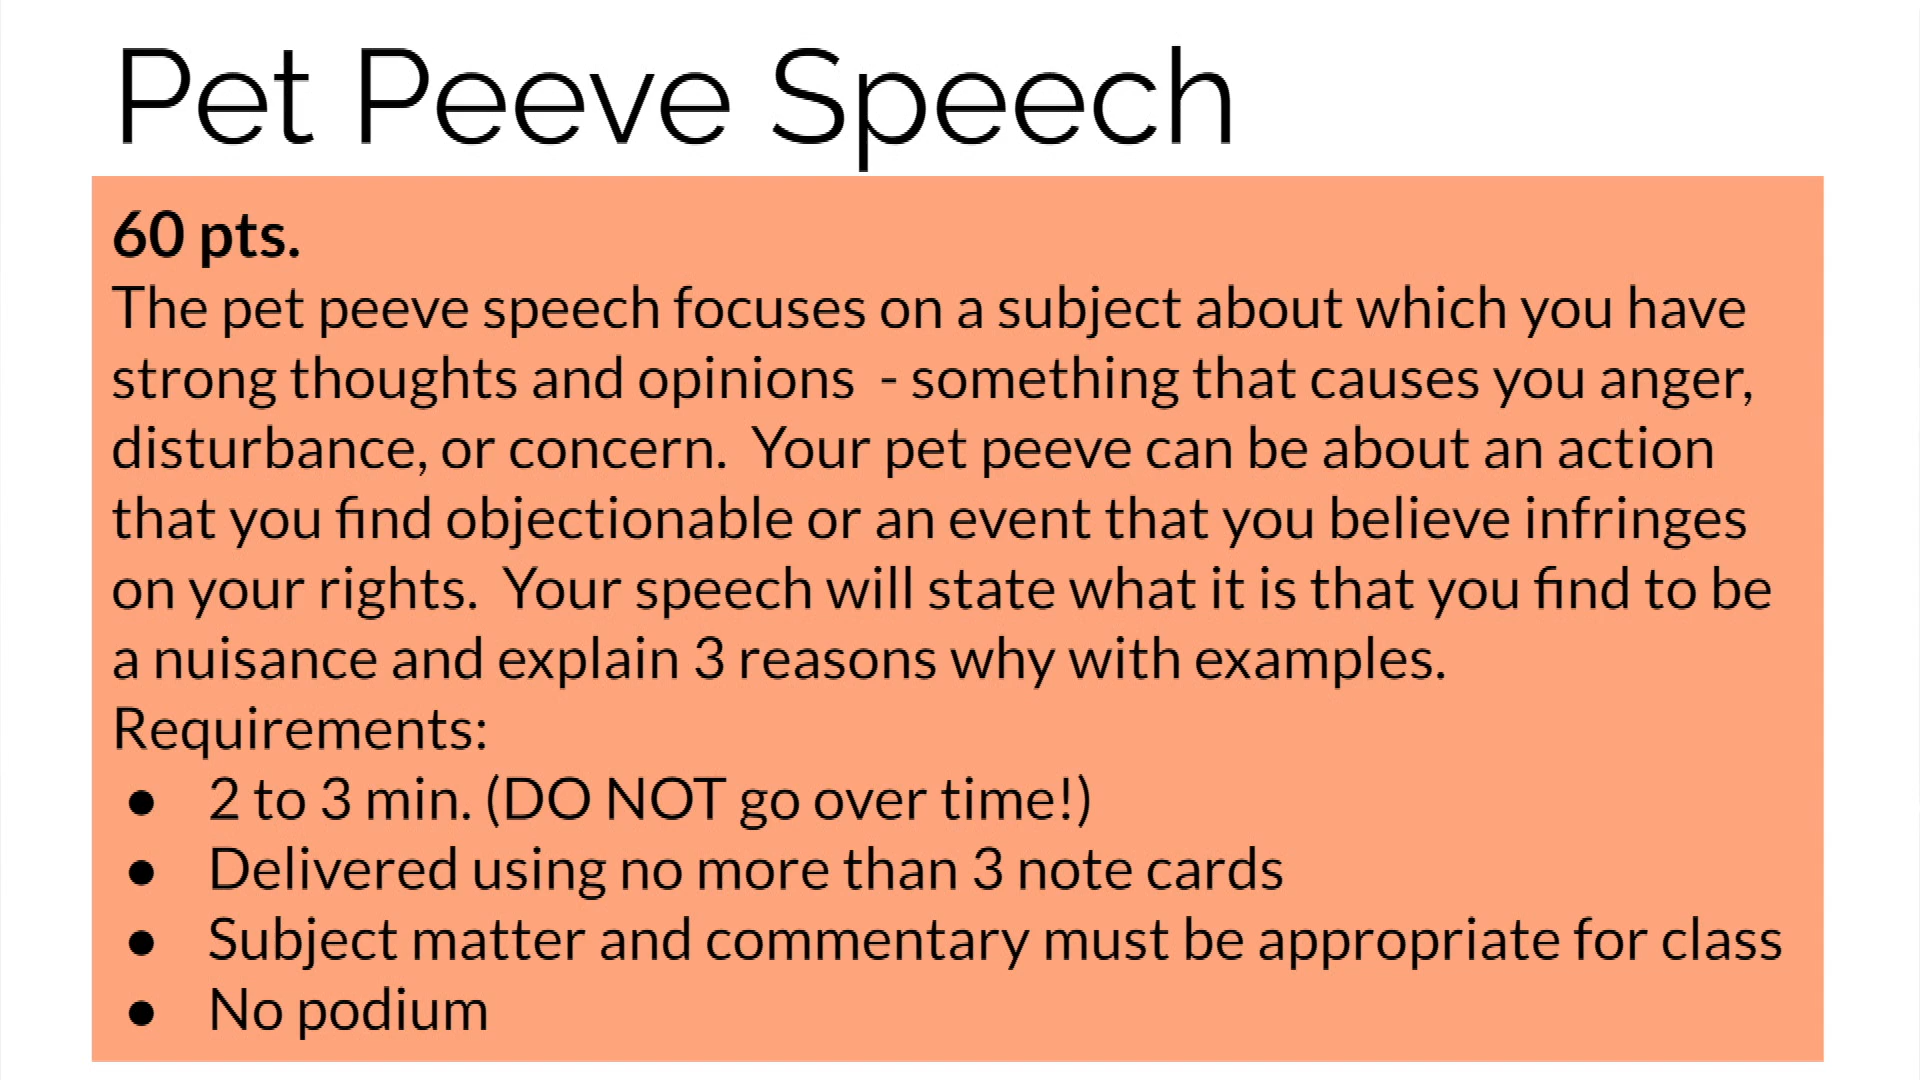 Pet Peeve Speech
60 pts.
The pet peeve speech focuses on a subject about which you have
strong thoughts and opinions  - something that causes you anger,
disturbance, or concern.  Your pet peeve can be about an action
that you find objectionable or an event that you believe infringes
on your rights.  Your speech will state what it is that you find to be
a nuisance and explain 3 reasons why with examples.
Requirements:
● 2 to 3 min. (DO NOT go over time!)
● Delivered using no more than 3 note cards
● Subject matter and commentary must be appropriate for class
● No podium